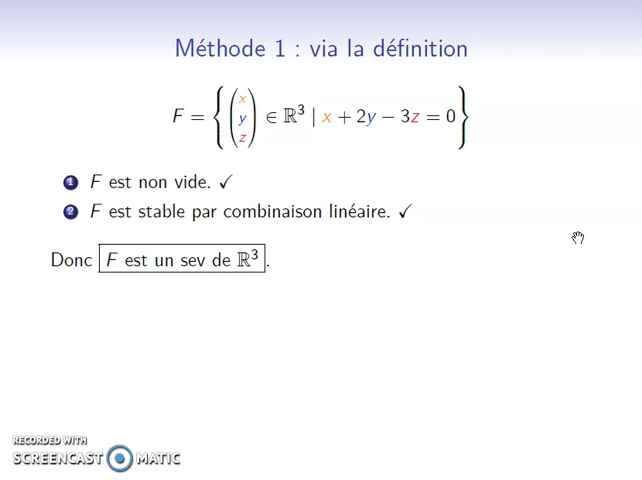 Méthode 1 : via la définition
F = { (x y z) ∈ ℝ³ | x + 2y − 3z = 0 }
1 F est non vide. ✓
2 F est stable par combinaison linéaire. ✓
Donc F est un sev de ℝ³.
RECORDED WITH
SCREENCAST MATIC